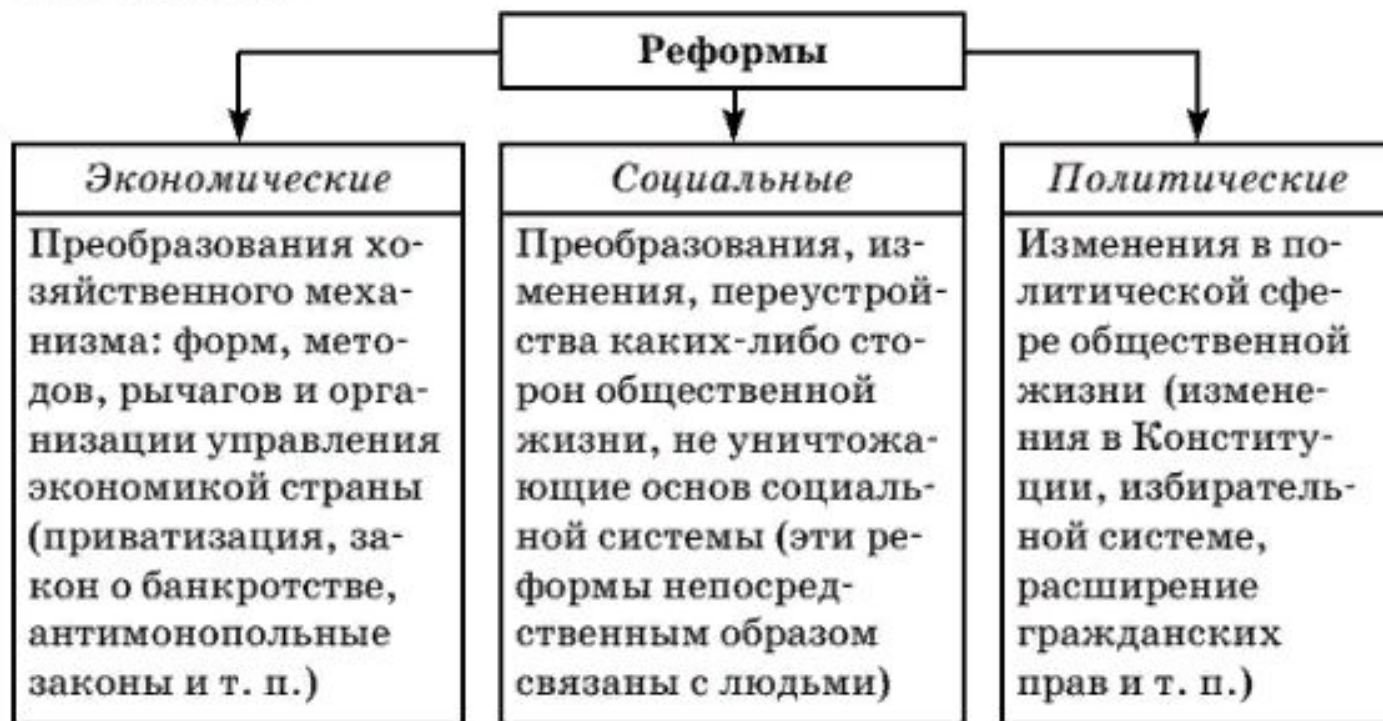 Реформы
Экономические
Преобразования хо-
зяйственного меха-
низма: форм, мето-
дов, рычагов и орга-
низации управления
экономикой страны
(приватизация, за-
кон о банкротстве,
антимонопольные
законы и т. п.)
Социальные
Преобразования, из-
менения, переустрой-
ства каких-либо сто-
рон общественной
жизни, не уничтожа-
ющие основ социаль-
ной системы (эти ре-
формы непосред-
ственным образом
связаны с людьми)
Политические
Изменения в по-
литической сфе-
ре общественной
жизни (измене-
ния в Конститу-
ции, избиратель-
ной системе,
расширение
гражданских
прав и т. п.)